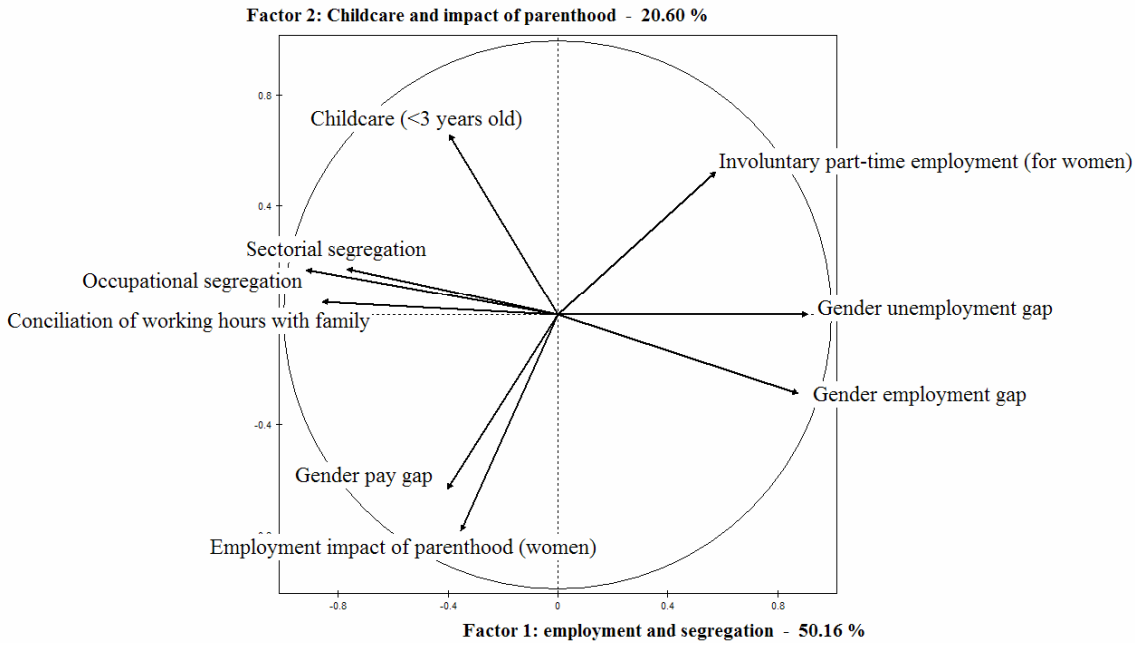 Factor 2: Childcare and impact of parenthood - 20.60 %
0.8
Childcare (<3 years old)
Involuntary part-time employment (for women)
0.4
Sectorial segregation
Occupational segregation
Gender unemployment gap
Conciliation of working hours with family
Gender employment gap
-0.4
Gender pay gap
Employment impact of parenthood (women)
-0.8 -0.4 0 0.4 0.8
Factor 1: employment and segregation - 50.16 %